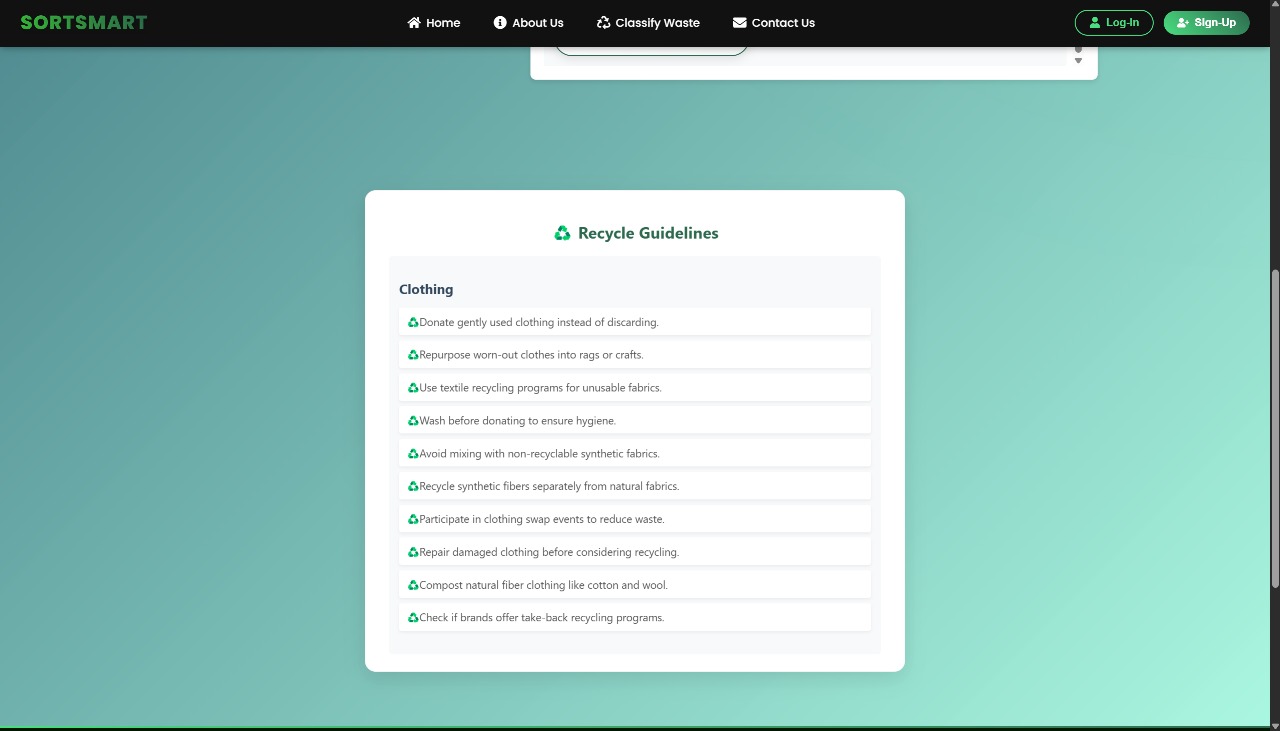 SORTSMART
Home
About Us
Classify Waste
Contact Us
Log-In
Sign-Up
Recycle Guidelines
Clothing
Donate gently used clothing instead of discarding.
Repurpose worn-out clothes into rags or crafts.
Use textile recycling programs for unusable fabrics.
Wash before donating to ensure hygiene.
Avoid mixing with non-recyclable synthetic fabrics.
Recycle synthetic fibers separately from natural fabrics.
Participate in clothing swap events to reduce waste.
Repair damaged clothing before considering recycling.
Compost natural fiber clothing like cotton and wool.
Check if brands offer take-back recycling programs.